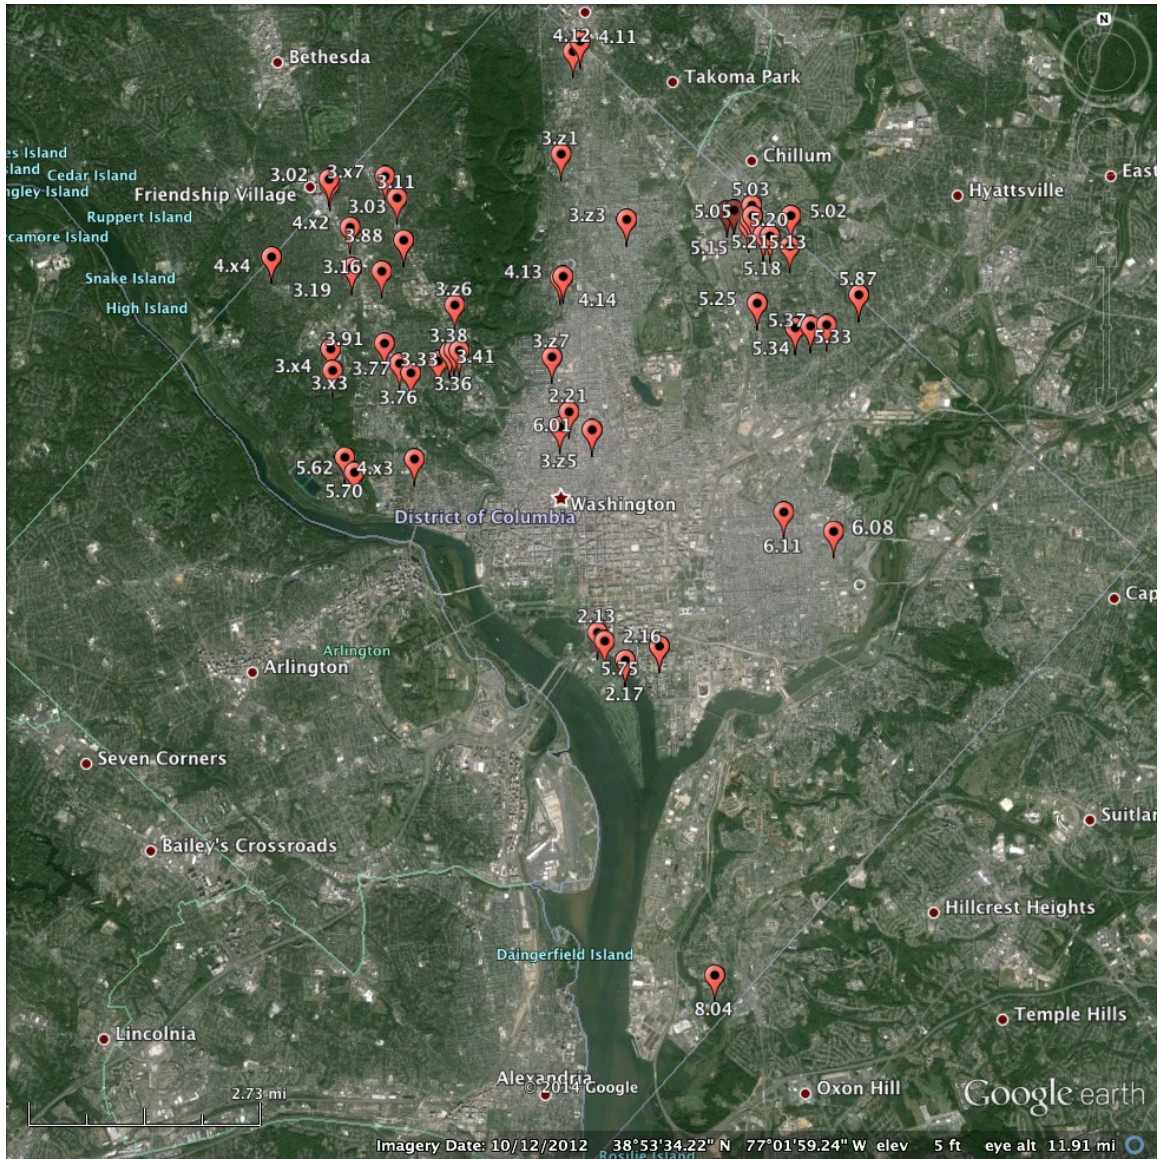 N
4.12
4.11
Bethesda
Takoma Park
3.z1
es Island
sland
Cedar Island
ngley Island
3.02
3.x7
3.11
Chillum
East
Friendship Village
3.03
5.03
Hyattsville
Ruppert Island
4.x2
3.88
3.z3
5.05
5.20
5.02
ycamore Island
5.15
5.21
5.13
4.x4
3.16
4.13
5.18
Snake Island
3.19
5.87
High Island
3.z6
4.14
5.25
5.37
3.91
3.38
3.z7
5.33
3.x4
3.77
3.33
3.41
5.34
3.x3
3.36
3.76
2.21
6.01
3.z5
5.62
4.x3
5.70
Washington
District of Columbia
6.11
6.08
Cap
2.13
2.16
Arlington
Arlington
5.75
2.17
Seven Corners
Suitlan
Bailey's Crossroads
Hillcrest Heights
Daingerfield Island
8.04
Temple Hills
Lincolnia
Alexandria
© 2014 Google
Oxon Hill
2.73 mi
Google earth
Imagery Date: 10/12/2012 38°53'34.22" N 77°01'59.24" W elev 5 ft eye alt 11.91 mi
Rosilie Island